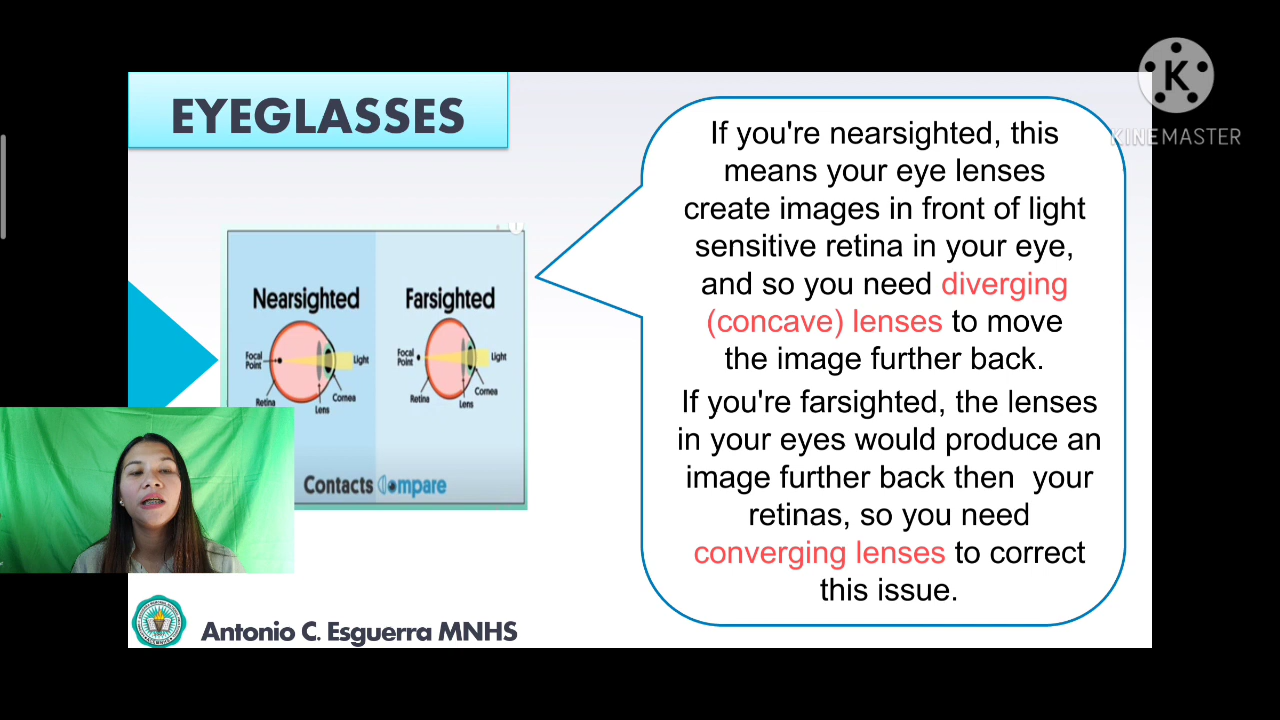 KINEMASTER
EYEGLASSES
If you're nearsighted, this
means your eye lenses
create images in front of light
sensitive retina in your eye,
and so you need diverging
(concave) lenses to move
the image further back.
If you're farsighted, the lenses
in your eyes would produce an
image further back then your
retinas, so you need
converging lenses to correct
this issue.
Nearsighted
Farsighted
Focal
Point
Light
Retina
Lens
Cornea
Focal
Point
Light
Retina
Lens
Cornea
Contacts Compare
Antonio C. Esguerra MNHS